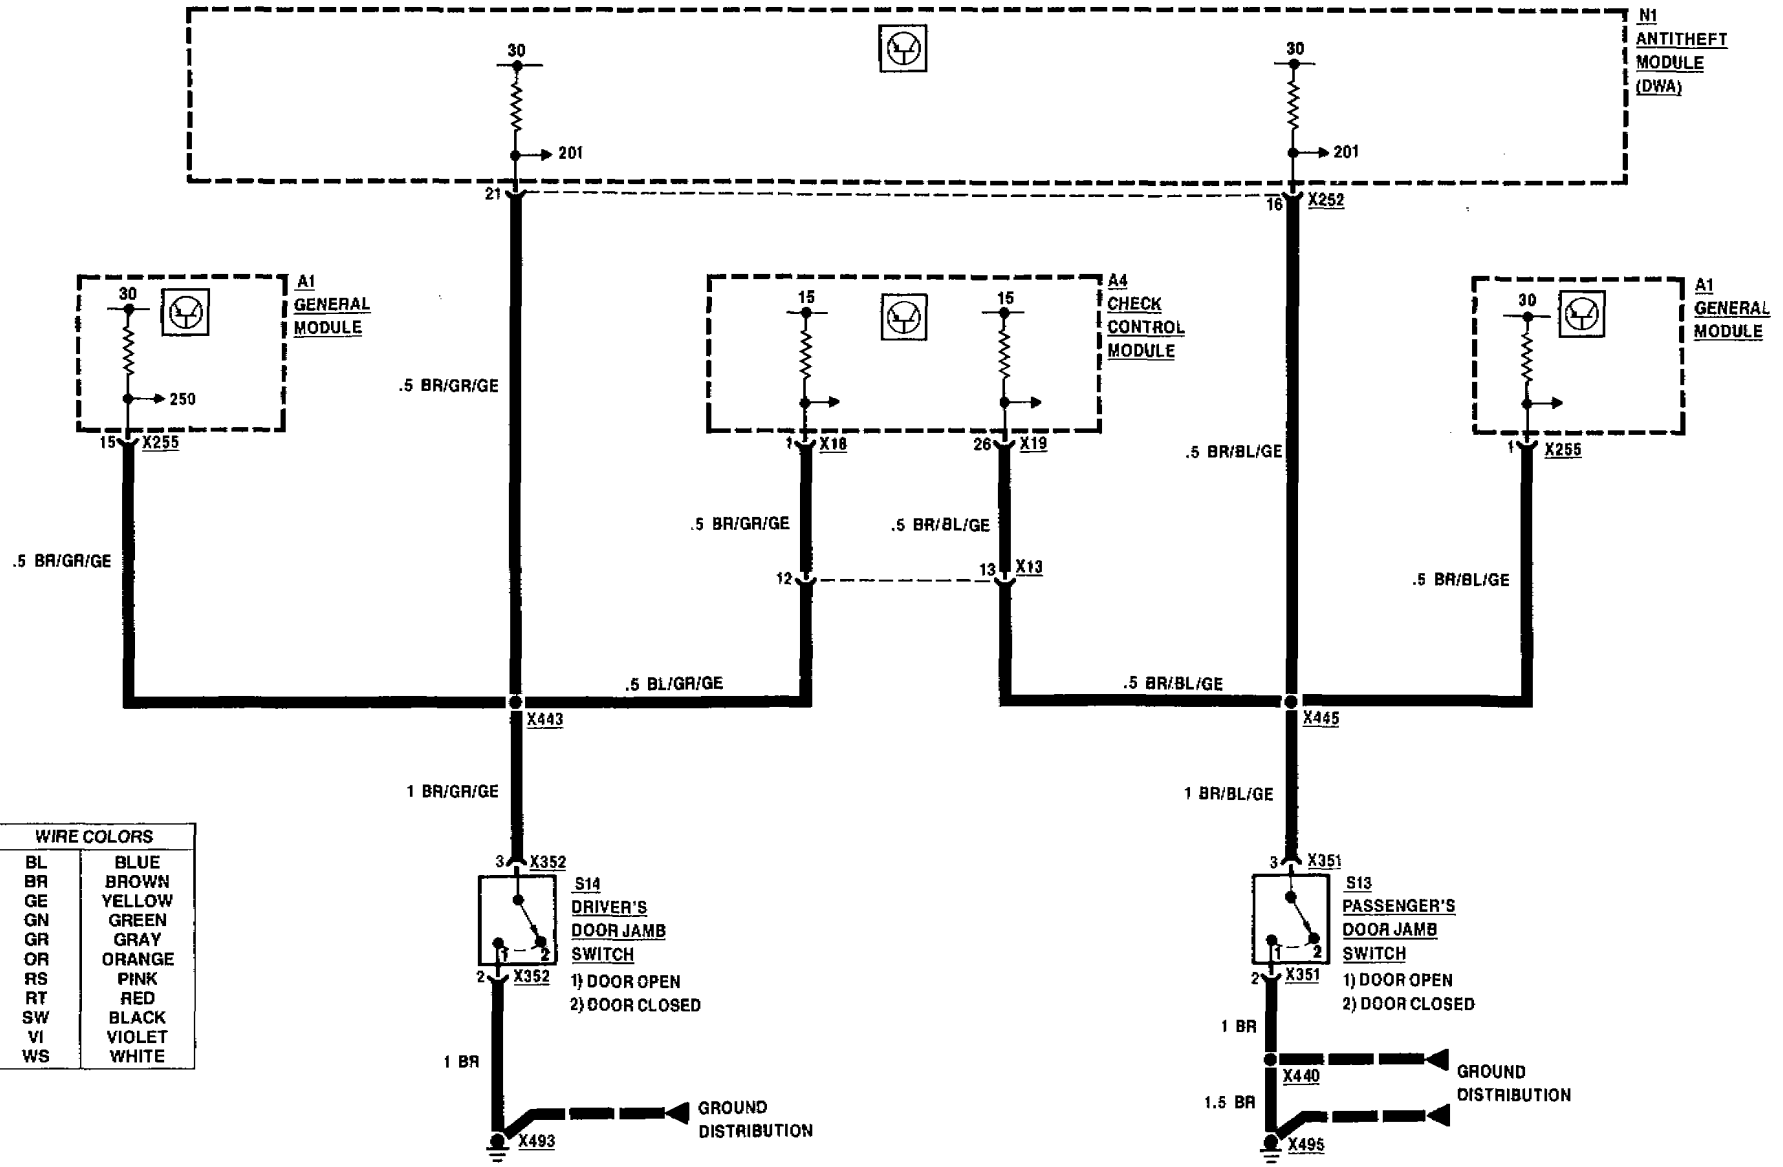 N1
ANTITHEFT
MODULE
(DWA)
30
30
201
201
21
16 X252
A1
GENERAL
MODULE
30
250
15 X255
A4
CHECK
CONTROL
MODULE
15
15
1 X18
26 X19
A1
GENERAL
MODULE
30
1 X255
.5 BR/GR/GE
.5 BR/BL/GE
.5 BR/GR/GE
.5 BR/BL/GE
.5 BR/GR/GE
.5 BR/BL/GE
12
13 X13
.5 BL/GR/GE
.5 BR/BL/GE
X443
X445
1 BR/GR/GE
1 BR/BL/GE
WIRE COLORS
BL BLUE
BR BROWN
GE YELLOW
GN GREEN
GR GRAY
OR ORANGE
RS PINK
RT RED
SW BLACK
VI VIOLET
WS WHITE
3 X352
S14
DRIVER'S
DOOR JAMB
SWITCH
1 2
2 X352
1) DOOR OPEN
2) DOOR CLOSED
1 BR
GROUND
DISTRIBUTION
X493
3 X351
S13
PASSENGER'S
DOOR JAMB
SWITCH
1 2
2 X351
1) DOOR OPEN
2) DOOR CLOSED
1 BR
X440
GROUND
DISTRIBUTION
1.5 BR
X495